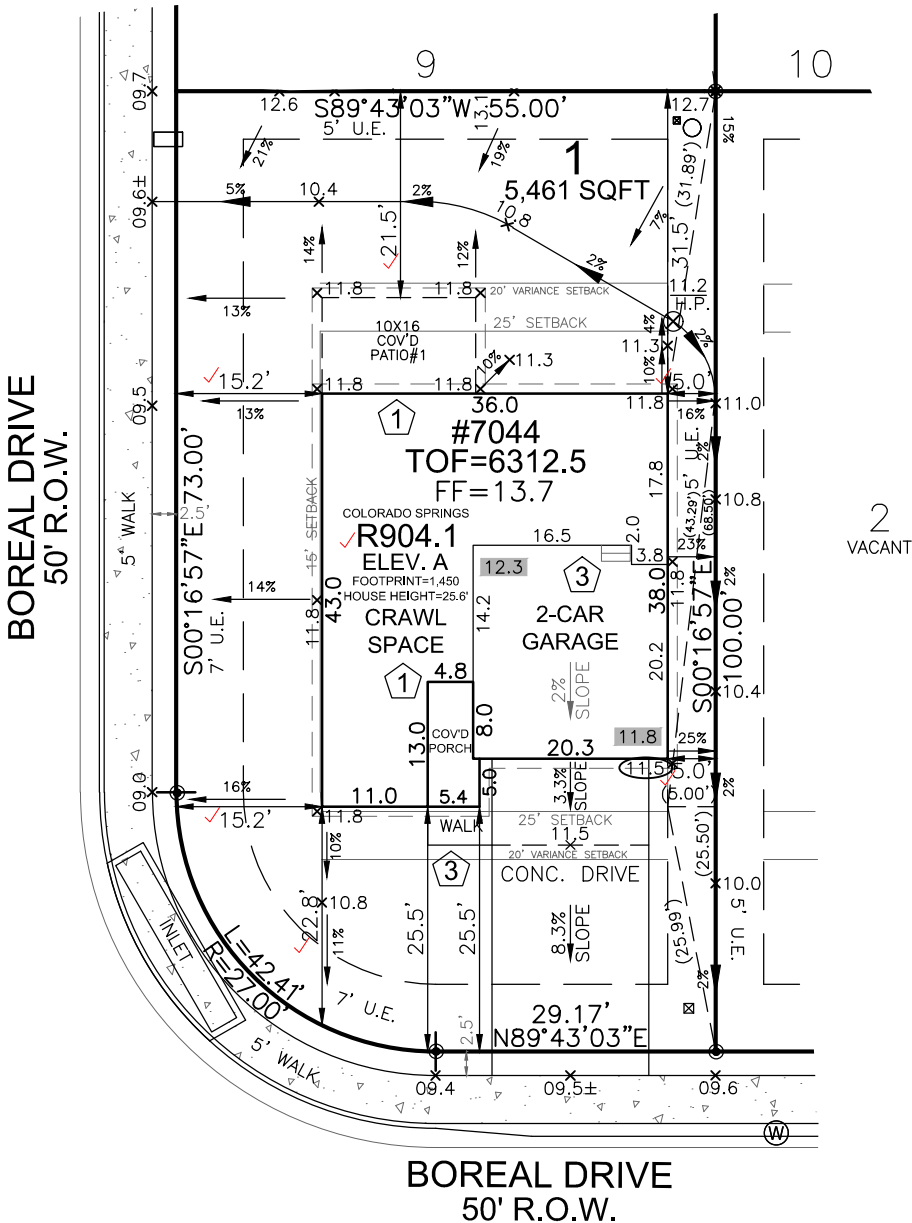 9
10
09.7
12.6
S89°43'03"W 55.00'
13.1
12.7
5' U.E.
15%
21%
19%
1
5,461 SQFT
(31.89')
7%
31.5'
09.6±
5%
10.4
2%
10.8
14%
21.5'
12%
2%
11.2
H.P.
2%
11.8
11.8
20' VARIANCE SETBACK
13%
10X16
COV'D
PATIO#1
25' SETBACK
4%
11.3
10%
10%
11.3
15.2'
11.8
11.8
11.8
5.0'
09.5
13%
1
36.0
16%
11.0
#7044
TOF=6312.5
FF=13.7
17.8
2%
5' U.E.
BOREAL DRIVE
50' R.O.W.
5' WALK
2.5'
S00°16'57"E 73.00'
7' U.E.
15' SETBACK
COLORADO SPRINGS
R904.1
ELEV. A
FOOTPRINT=1,450
HOUSE HEIGHT=25.6'
CRAWL
SPACE
43.0
14%
11.8
16.5
2.0
3.8
12.3
3
14.2
2-CAR
GARAGE
38.0
11.8
23%
(43.29')
(68.50')
10.8
2
VACANT
2%
S00°16'57"E 100.00'
20.2
10.4
1
4.8
2%
SLOPE
13.0
COV'D
PORCH
8.0
11.8
25%
20.3
09.0
16%
15.2'
11.0
5.4
5.0
11.5
5.0'
(5.00')
2%
3.3%
SLOPE
11.8
WALK
25' SETBACK
11.5
20' VARIANCE SETBACK
10%
3
CONC. DRIVE
(25.50')
10.8
22.8'
11%
25.5'
25.5'
8.3%
SLOPE
(25.99')
10.0
5' U.E.
2%
INLET
L=42.41'
R=27.00'
7' U.E.
29.17'
N89°43'03"E
2.5'
5' WALK
09.4
09.5±
09.6
W
BOREAL DRIVE
50' R.O.W.